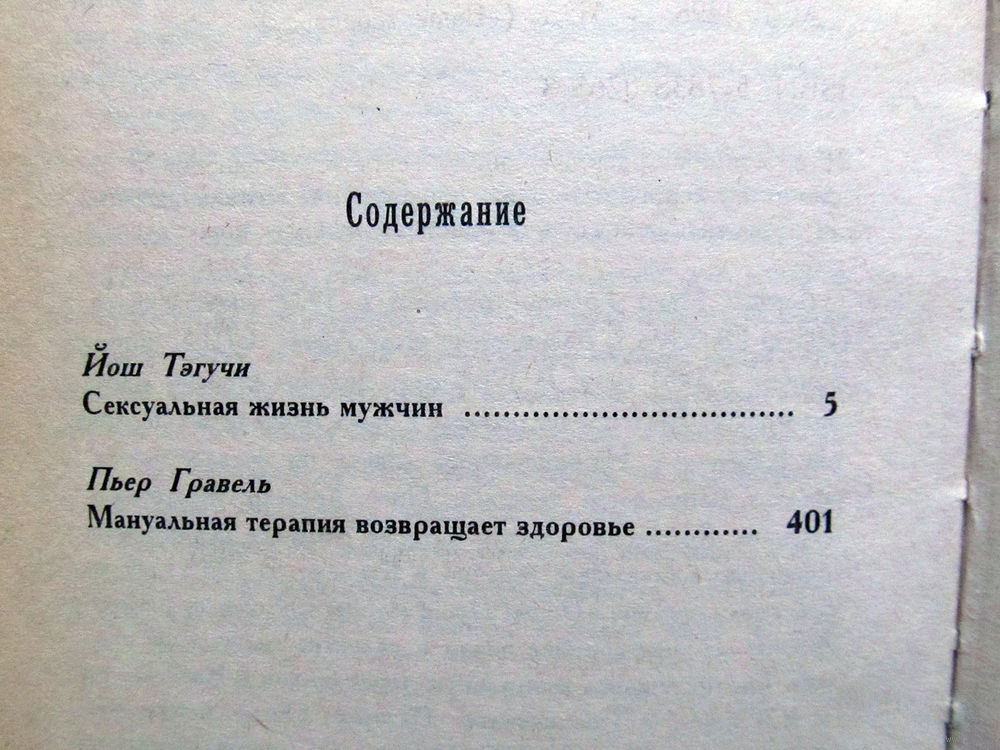 Содержание
Йош Тэгучи
Сексуальная жизнь мужчин .................................. 5
Пьер Гравель
Мануальная терапия возвращает здоровье ............ 401